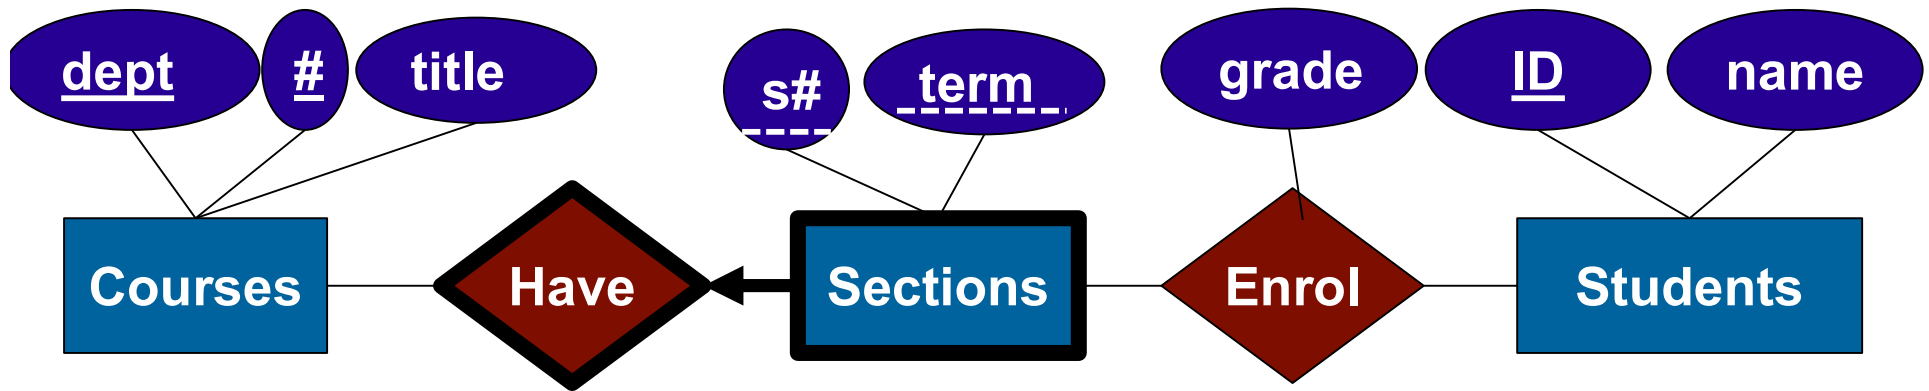 dept
#
title
s#
term
grade
ID
name
Courses
Have
Sections
Enrol
Students